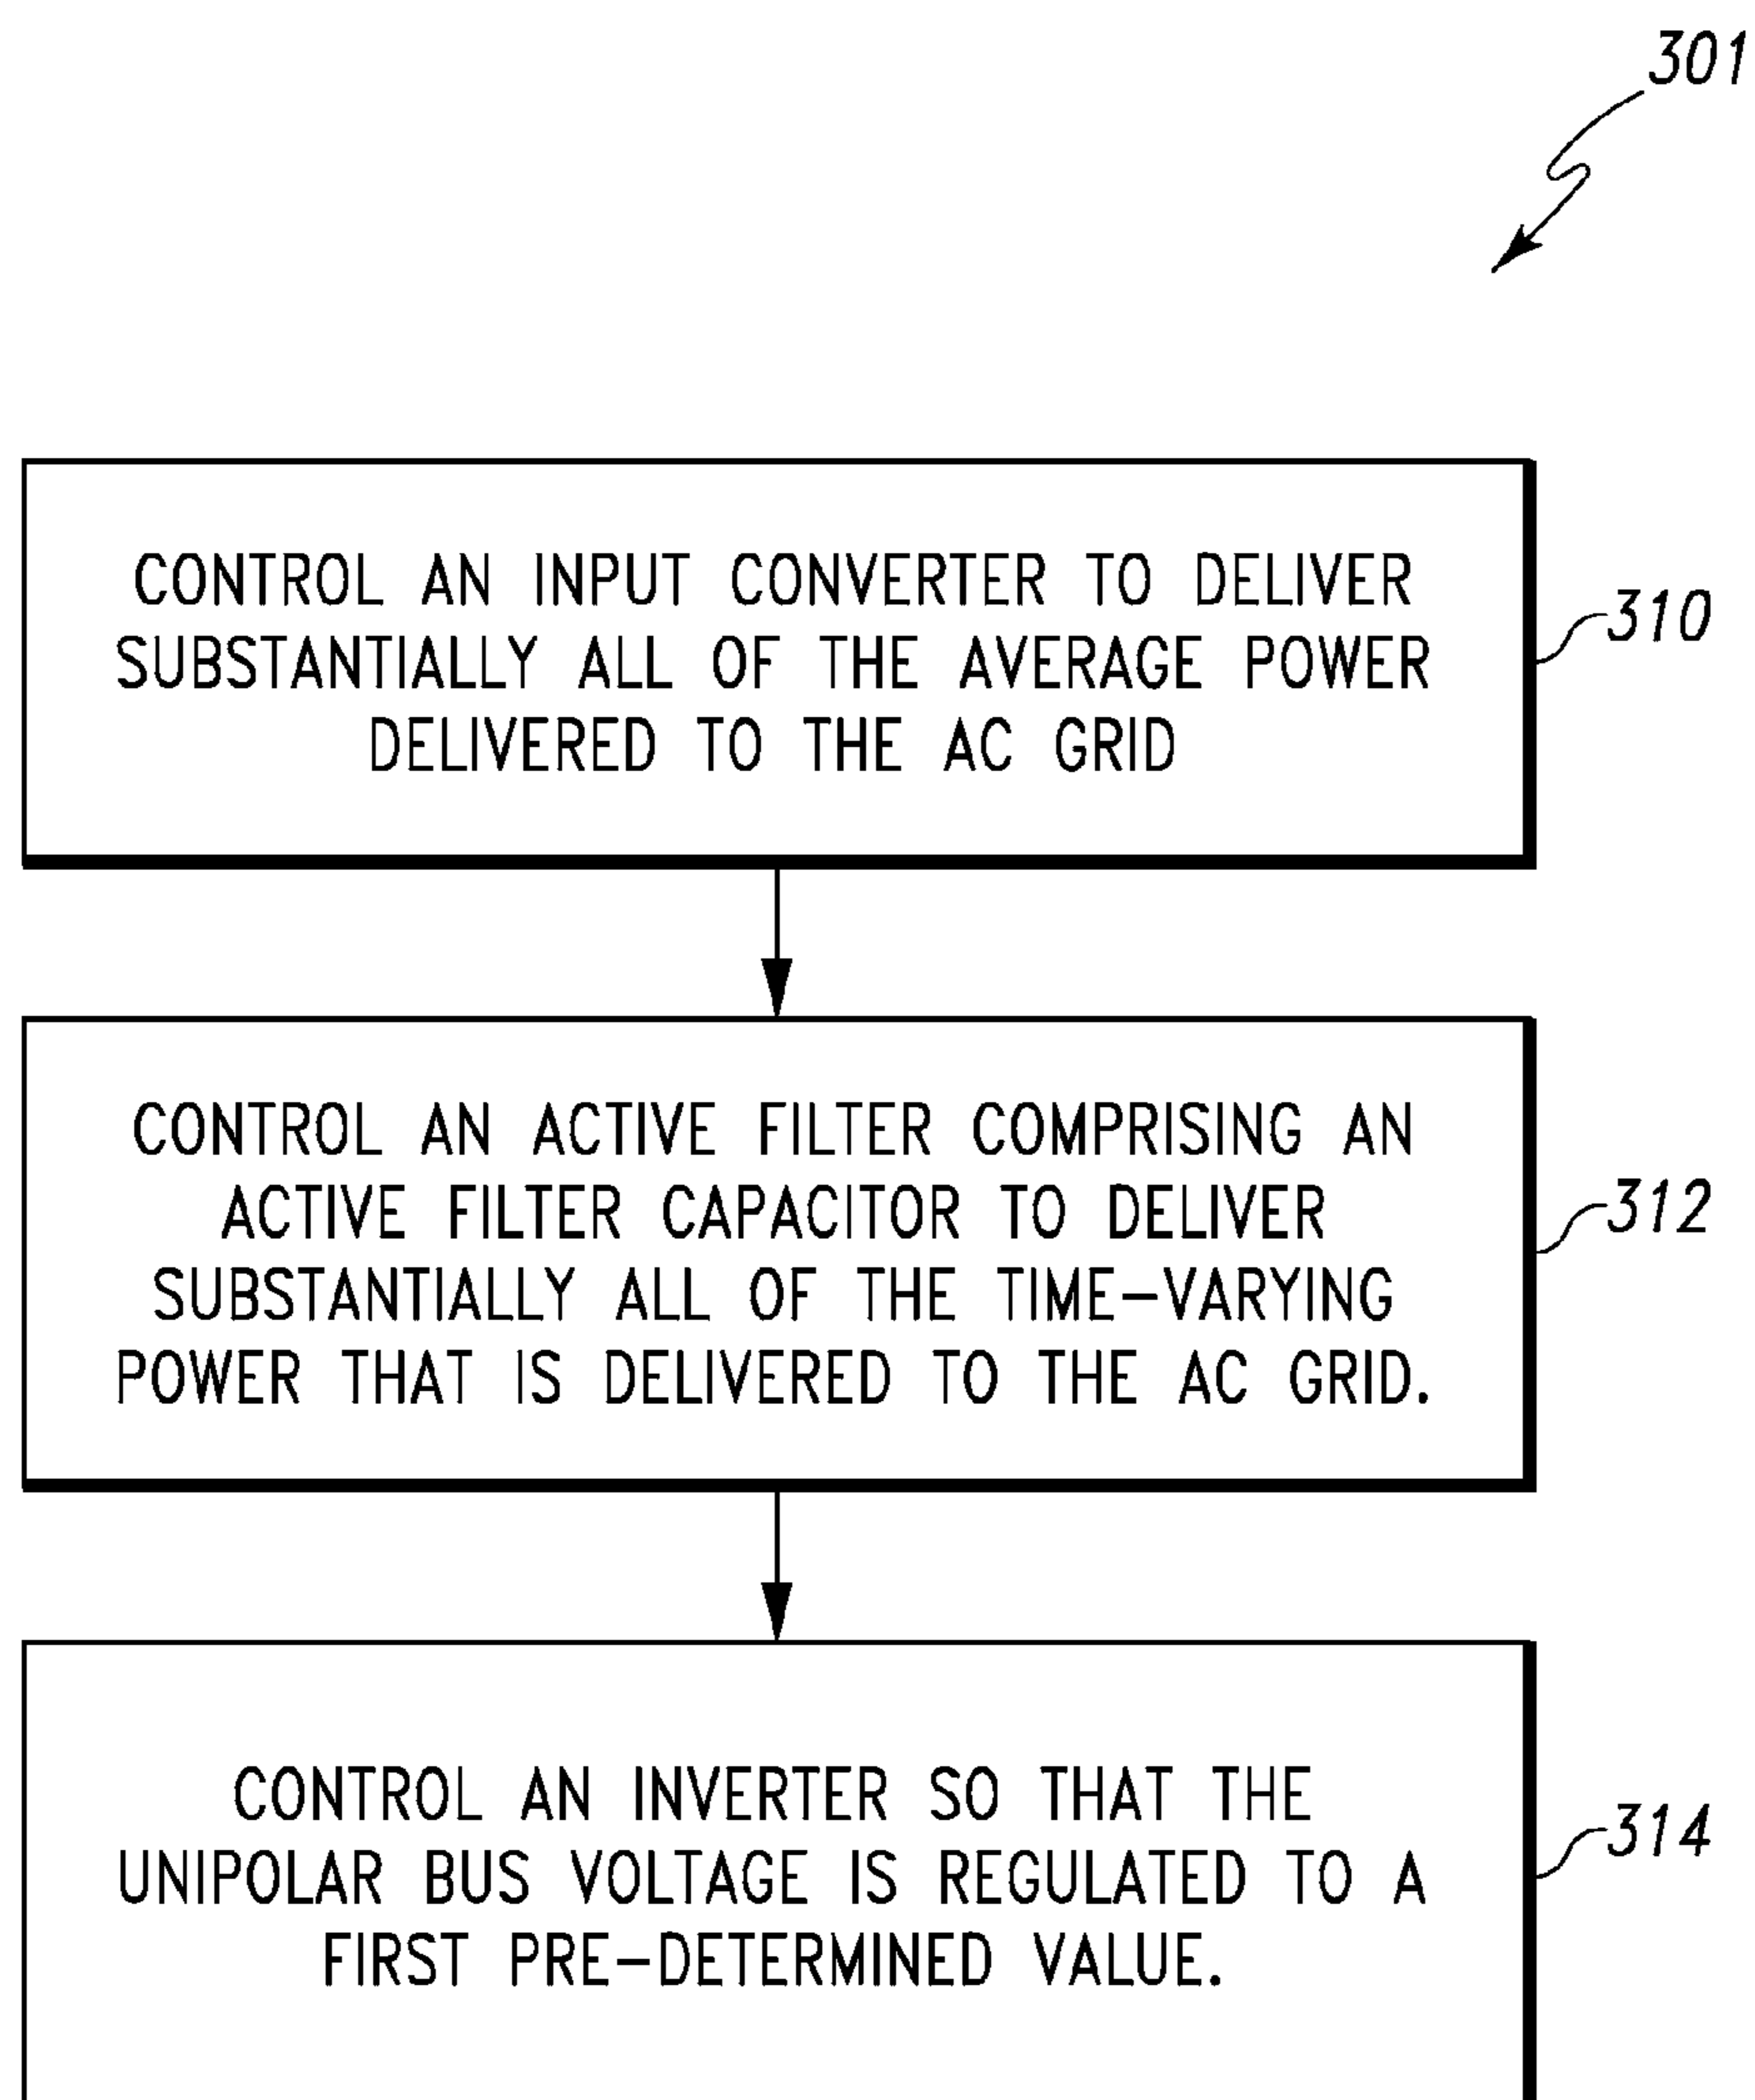 301
CONTROL AN INPUT CONVERTER TO DELIVER
SUBSTANTIALLY ALL OF THE AVERAGE POWER
DELIVERED TO THE AC GRID
310
CONTROL AN ACTIVE FILTER COMPRISING AN
ACTIVE FILTER CAPACITOR TO DELIVER
SUBSTANTIALLY ALL OF THE TIME-VARYING
POWER THAT IS DELIVERED TO THE AC GRID.
312
CONTROL AN INVERTER SO THAT THE
UNIPOLAR BUS VOLTAGE IS REGULATED TO A
FIRST PRE-DETERMINED VALUE.
314